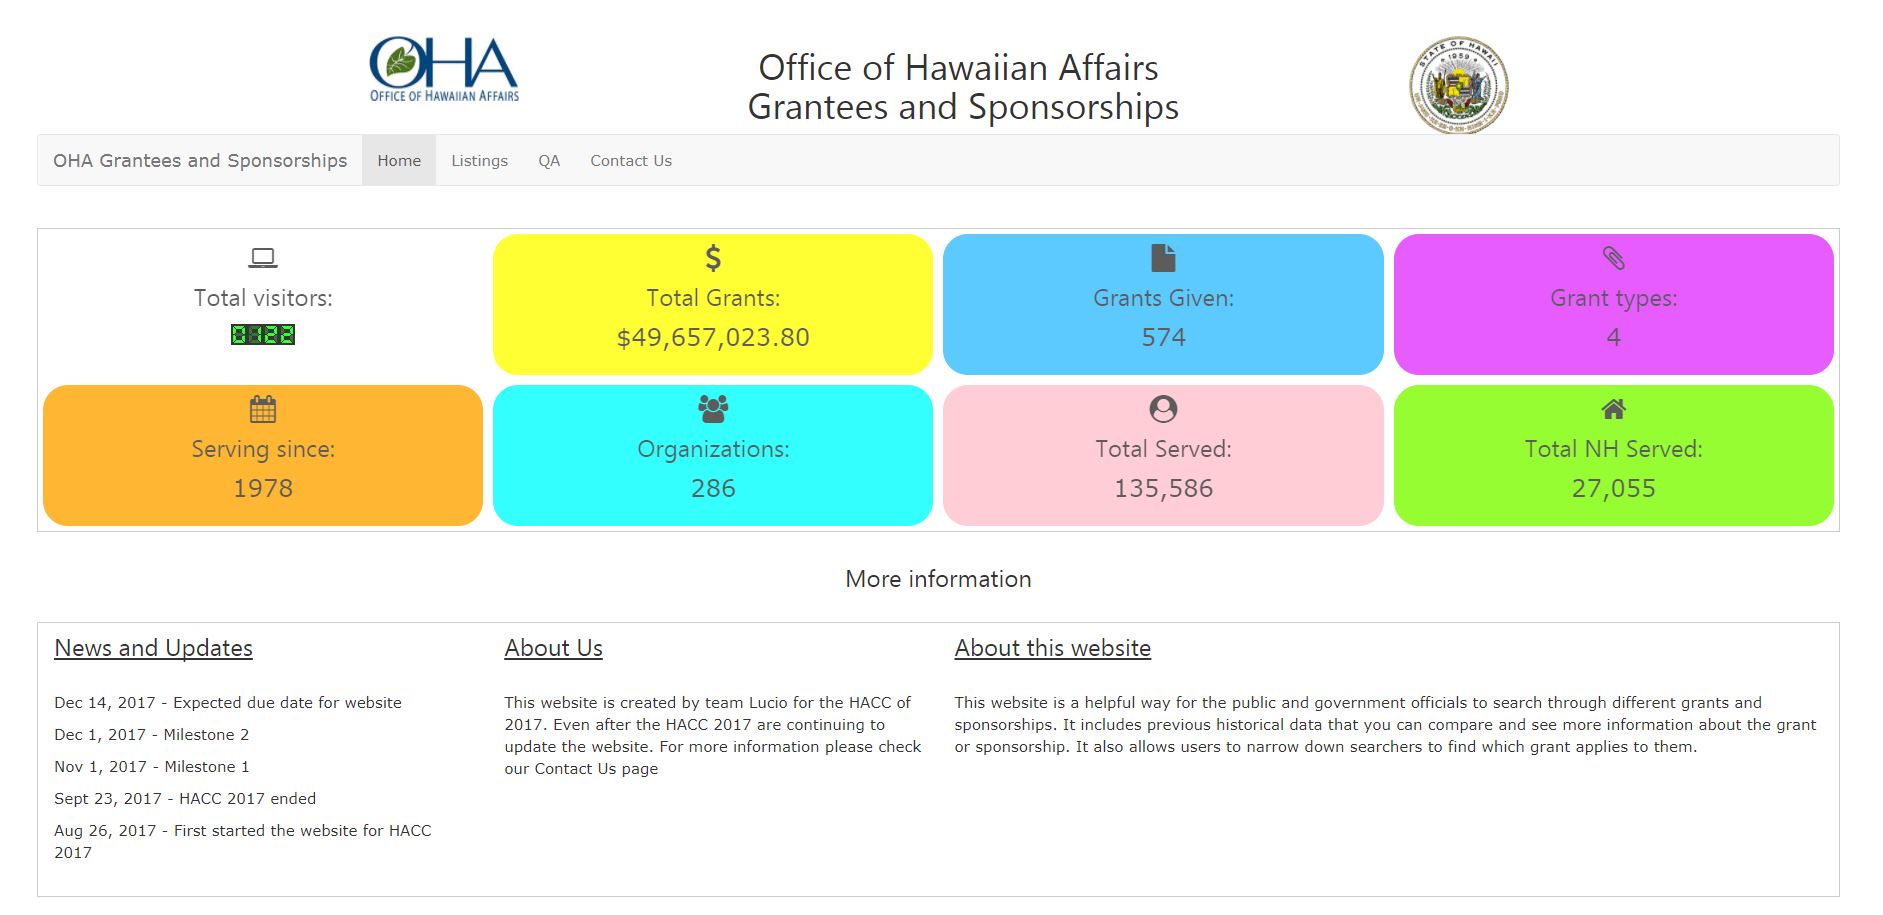 OHA
OFFICE OF HAWAIIAN AFFAIRS
Office of Hawaiian Affairs
Grantees and Sponsorships
STATE OF HAWAII
1959
OHA Grantees and Sponsorships Home Listings QA Contact Us
Total visitors:
0122
Total Grants:
$49,657,023.80
Grants Given:
574
Grant types:
4
Serving since:
1978
Organizations:
286
Total Served:
135,586
Total NH Served:
27,055
More information
News and Updates
Dec 14, 2017 - Expected due date for website
Dec 1, 2017 - Milestone 2
Nov 1, 2017 - Milestone 1
Sept 23, 2017 - HACC 2017 ended
Aug 26, 2017 - First started the website for HACC
2017
About Us
This website is created by team Lucio for the HACC of
2017. Even after the HACC 2017 are continuing to
update the website. For more information please check
our Contact Us page
About this website
This website is a helpful way for the public and government officials to search through different grants and
sponsorships. It includes previous historical data that you can compare and see more information about the grant
or sponsorship. It also allows users to narrow down searchers to find which grant applies to them.